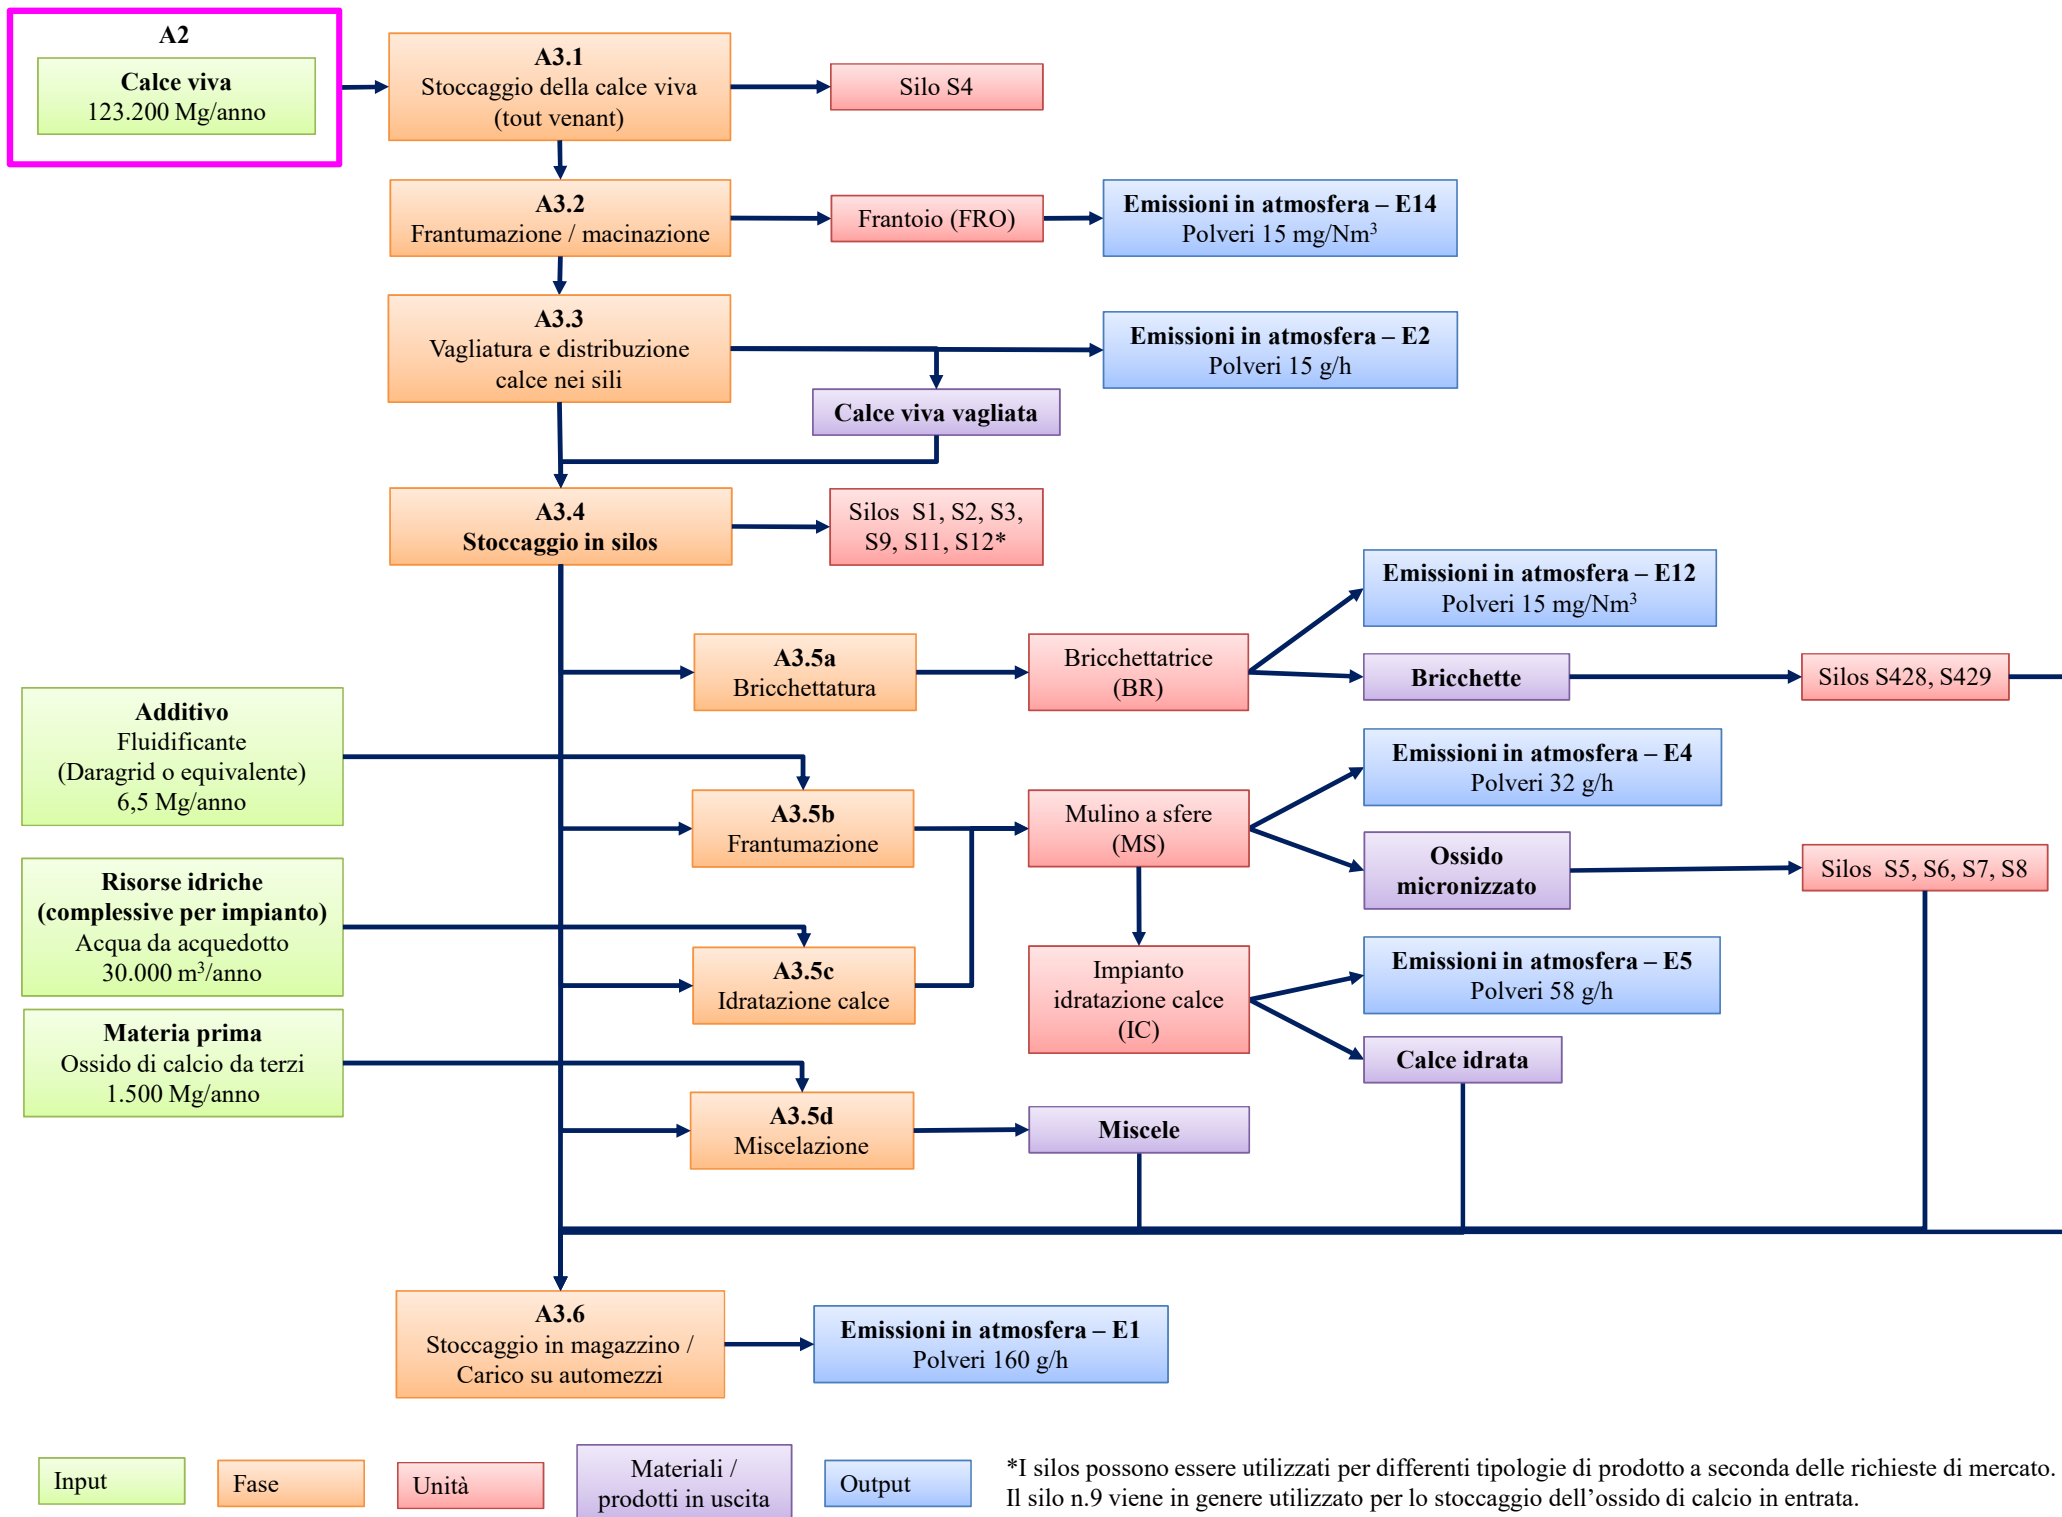 A2
Calce viva
123.200 Mg/anno
A3.1
Stoccaggio della calce viva
(tout venant)
Silo S4
A3.2
Frantumazione / macinazione
Frantoio (FRO)
Emissioni in atmosfera – E14
Polveri 15 mg/Nm³
A3.3
Vagliatura e distribuzione
calce nei sili
Emissioni in atmosfera – E2
Polveri 15 g/h
Calce viva vagliata
A3.4
Stoccaggio in silos
Silos S1, S2, S3,
S9, S11, S12*
Emissioni in atmosfera – E12
Polveri 15 mg/Nm³
A3.5a
Bricchettatura
Bricchettatrice
(BR)
Bricchette
Silos S428, S429
Additivo
Fluidificante
(Daragrid o equivalente)
6,5 Mg/anno
Emissioni in atmosfera – E4
Polveri 32 g/h
A3.5b
Frantumazione
Mulino a sfere
(MS)
Ossido
micronizzato
Silos S5, S6, S7, S8
Risorse idriche
(complessive per impianto)
Acqua da acquedotto
30.000 m³/anno
A3.5c
Idratazione calce
Impianto
idratazione calce
(IC)
Emissioni in atmosfera – E5
Polveri 58 g/h
Calce idrata
Materia prima
Ossido di calcio da terzi
1.500 Mg/anno
A3.5d
Miscelazione
Miscele
A3.6
Stoccaggio in magazzino /
Carico su automezzi
Emissioni in atmosfera – E1
Polveri 160 g/h
Input
Fase
Unità
Materiali /
prodotti in uscita
Output
*I silos possono essere utilizzati per differenti tipologie di prodotto a seconda delle richieste di mercato.
Il silo n.9 viene in genere utilizzato per lo stoccaggio dell'ossido di calcio in entrata.